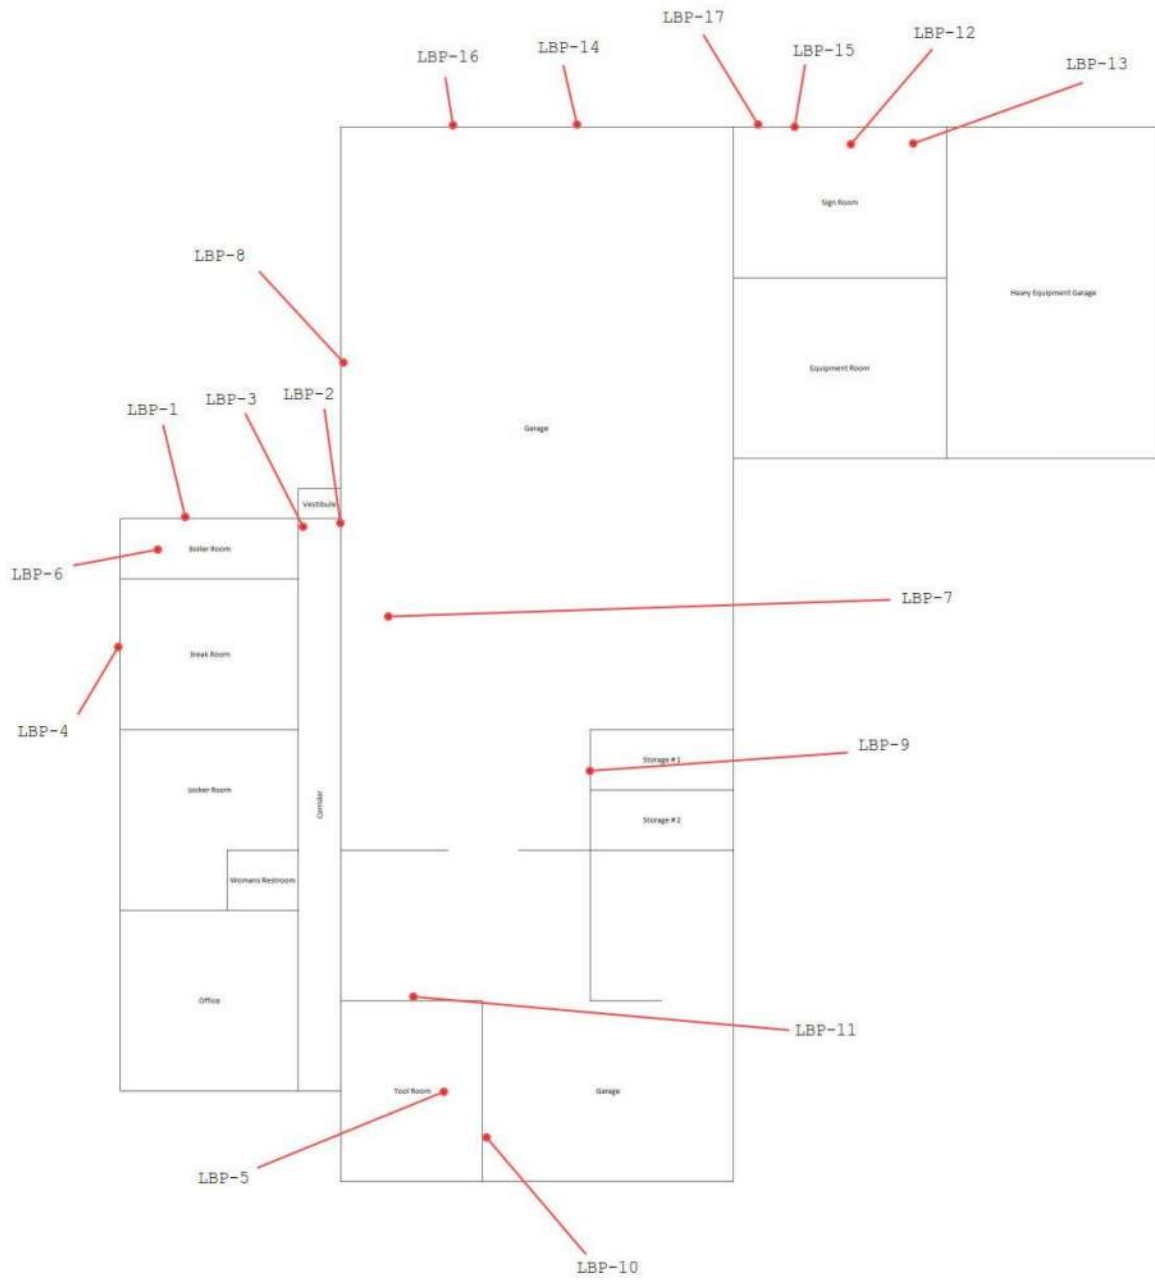 LBP-17
LBP-12
LBP-16
LBP-14
LBP-15
LBP-13
Sign Room
LBP-8
Heavy Equipment Garage
Equipment Room
LBP-1
LBP-3
LBP-2
Garage
Vestibule
Boiler Room
LBP-6
LBP-7
Break Room
LBP-4
LBP-9
Storage # 1
Locker Room
Corridor
Storage # 2
Womans Restroom
Office
LBP-11
Tool Room
Garage
LBP-5
LBP-10